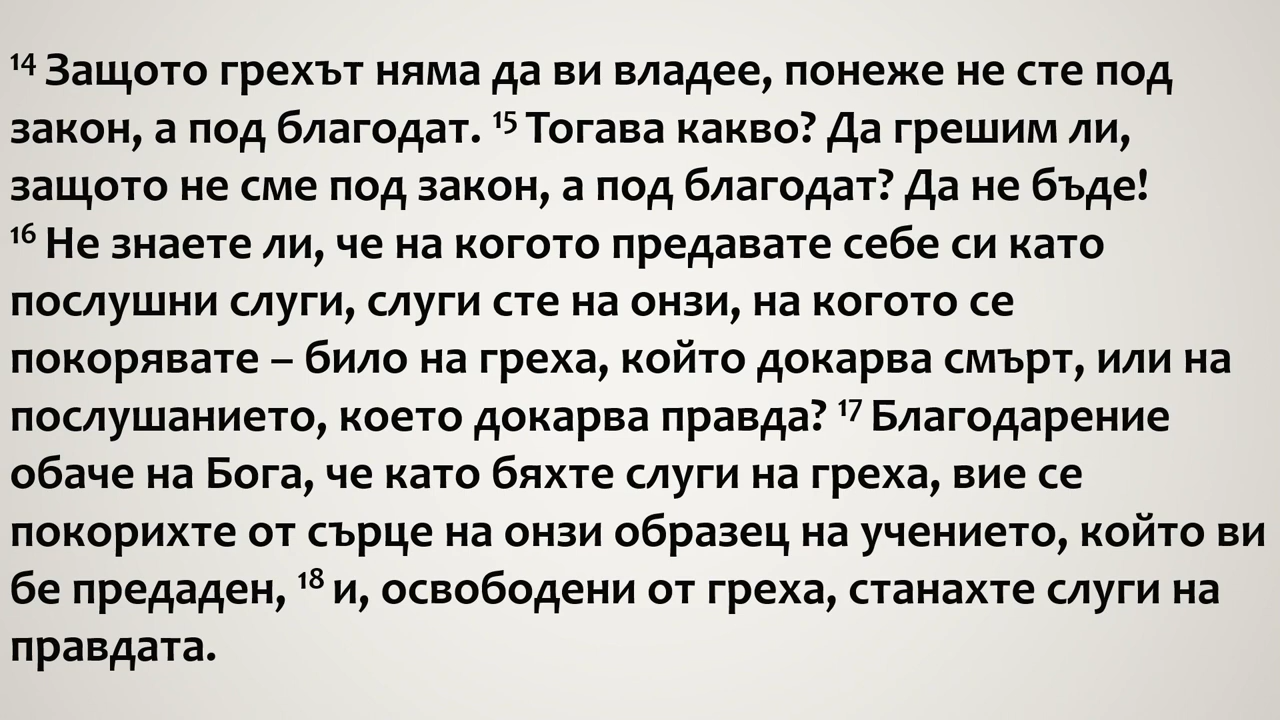 ¹⁴ Защото грехът няма да ви владее, понеже не сте под
закон, а под благодат. ¹⁵ Тогава какво? Да грешим ли,
защото не сме под закон, а под благодат? Да не бъде!
¹⁶ Не знаете ли, че на когото предавате себе си като
послушни слуги, слуги сте на онзи, на когото се
покорявате – било на греха, който докарва смърт, или на
послушанието, което докарва правда? ¹⁷ Благодарение
обаче на Бога, че като бяхте слуги на греха, вие се
покорихте от сърце на онзи образец на учението, който ви
бе предаден, ¹⁸ и, освободени от греха, станахте слуги на
правдата.